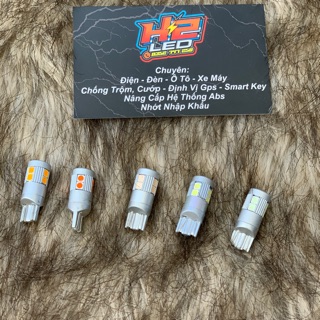 H2
LED
Chuyên:
Điện - Đèn - Ô Tô - Xe Máy
Chống Trộm, Cướp - Định Vị Gps - Smart Key
Nâng Cấp Hệ Thống Abs
Nhớt Nhập Khẩu